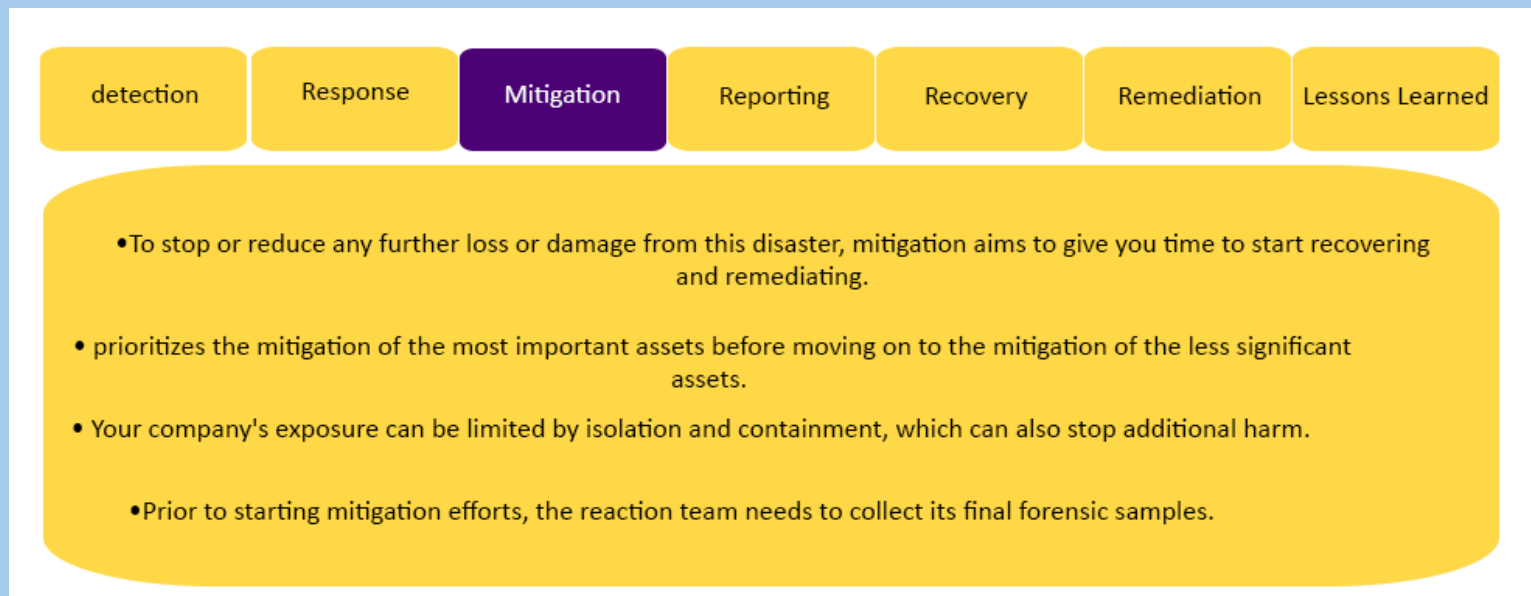 detection
Response
Mitigation
Reporting
Recovery
Remediation
Lessons Learned
•To stop or reduce any further loss or damage from this disaster, mitigation aims to give you time to start recovering
and remediating.
• prioritizes the mitigation of the most important assets before moving on to the mitigation of the less significant
assets.
• Your company's exposure can be limited by isolation and containment, which can also stop additional harm.
•Prior to starting mitigation efforts, the reaction team needs to collect its final forensic samples.